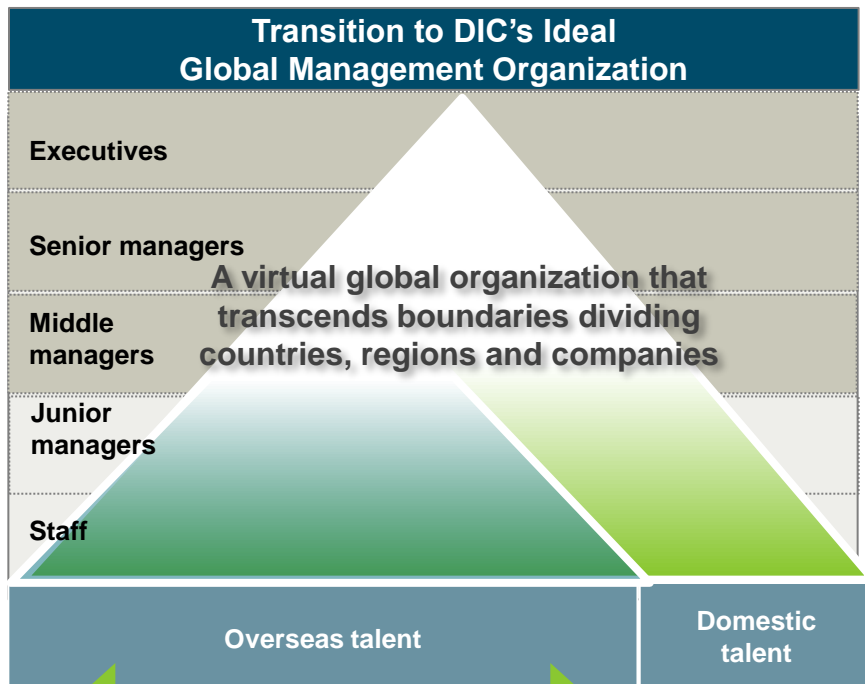 Transition to DIC's Ideal
Global Management Organization
Executives
Senior managers
A virtual global organization that
transcends boundaries dividing
countries, regions and companies
Middle
managers
Junior
managers
Staff
Overseas talent
Domestic
talent